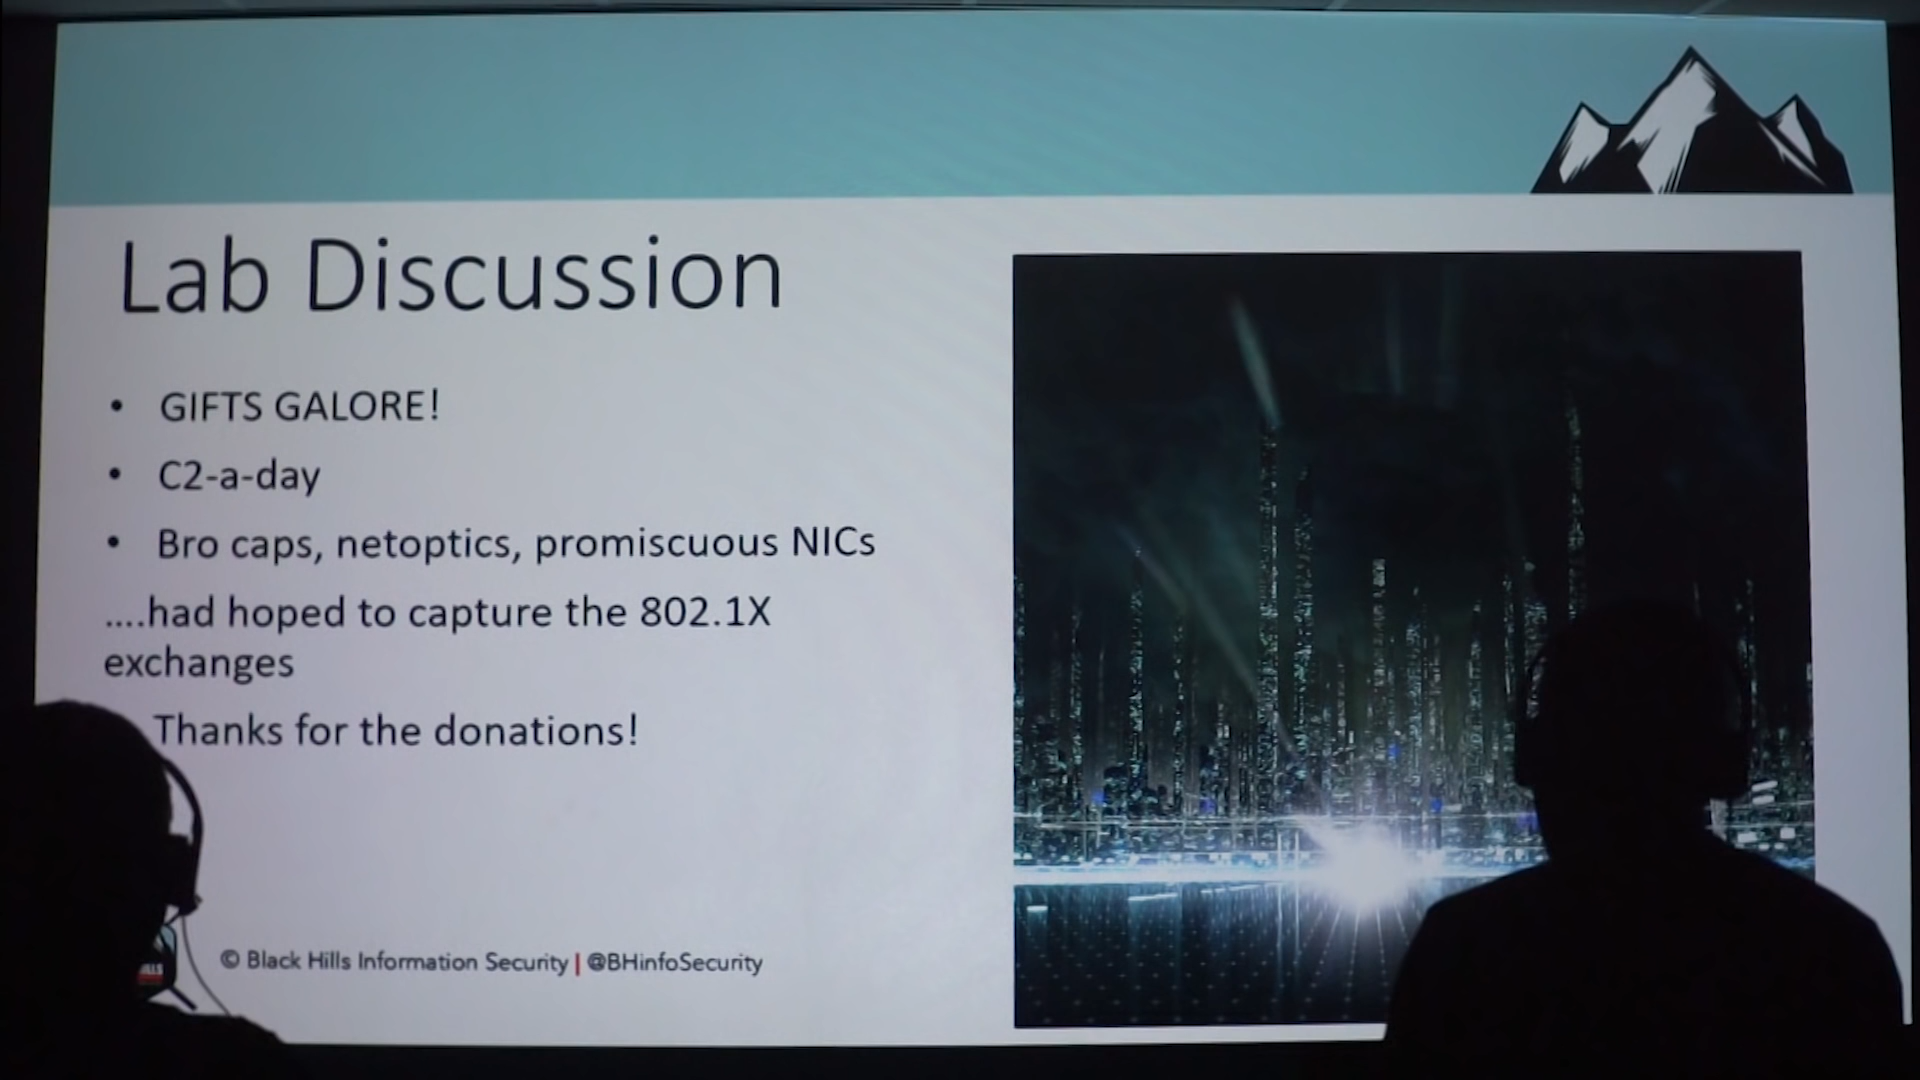 Lab Discussion
• GIFTS GALORE!
• C2-a-day
• Bro caps, netoptics, promiscuous NICs
....had hoped to capture the 802.1X
exchanges
Thanks for the donations!
© Black Hills Information Security | @BHinfoSecurity